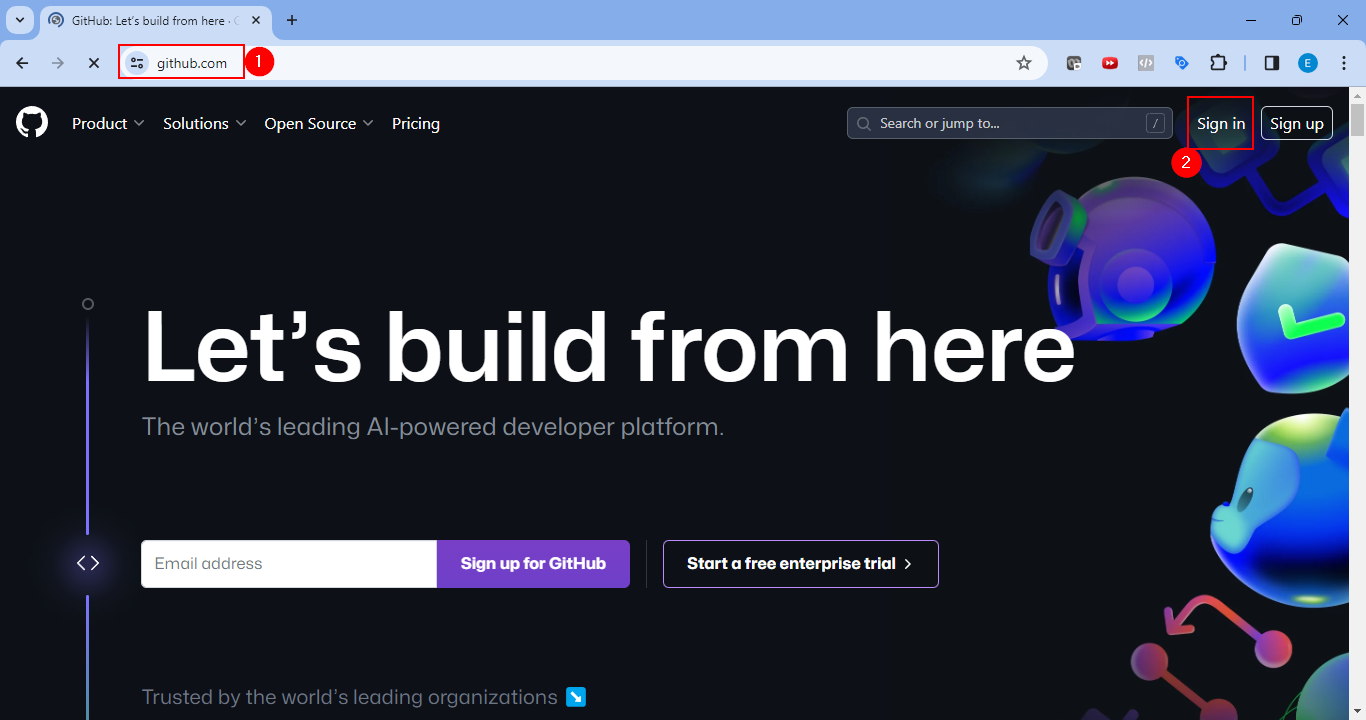 GitHub: Let's build from here ·
github.com
1
E
Product
Solutions
Open Source
Pricing
Search or jump to...
/
Sign in
Sign up
2
Let's build from here
The world's leading AI-powered developer platform.
Email address
Sign up for GitHub
Start a free enterprise trial
Trusted by the world's leading organizations